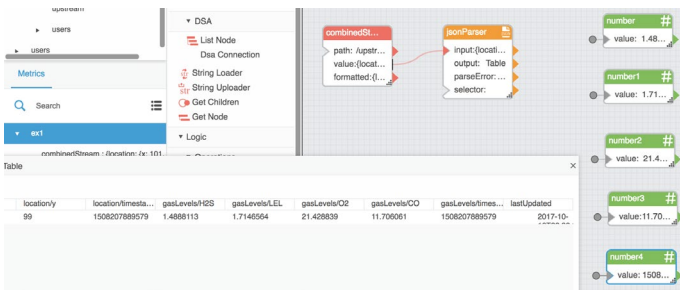 upstream
users
users
Metrics
Search
ex1
combinedStream : {location: {x: 101
DSA
List Node
Dsa Connection
String Loader
String Uploader
Get Children
Get Node
Logic
combinedSt...
path: /upstr...
value:{locat...
formatted:{l...
jsonParser
input:{locati...
output: Table
parseError:...
selector:
number
value: 1.48...
number1
value: 1.71...
number2
value: 21.4...
number3
value:11.70...
number4
value: 1508...
Table
location/y location/timesta... gasLevels/H2S gasLevels/LEL gasLevels/O2 gasLevels/CO gasLevels/times... lastUpdated
99 1508207889579 1.4888113 1.7146564 21.428839 11.706061 1508207889579 2017-10-